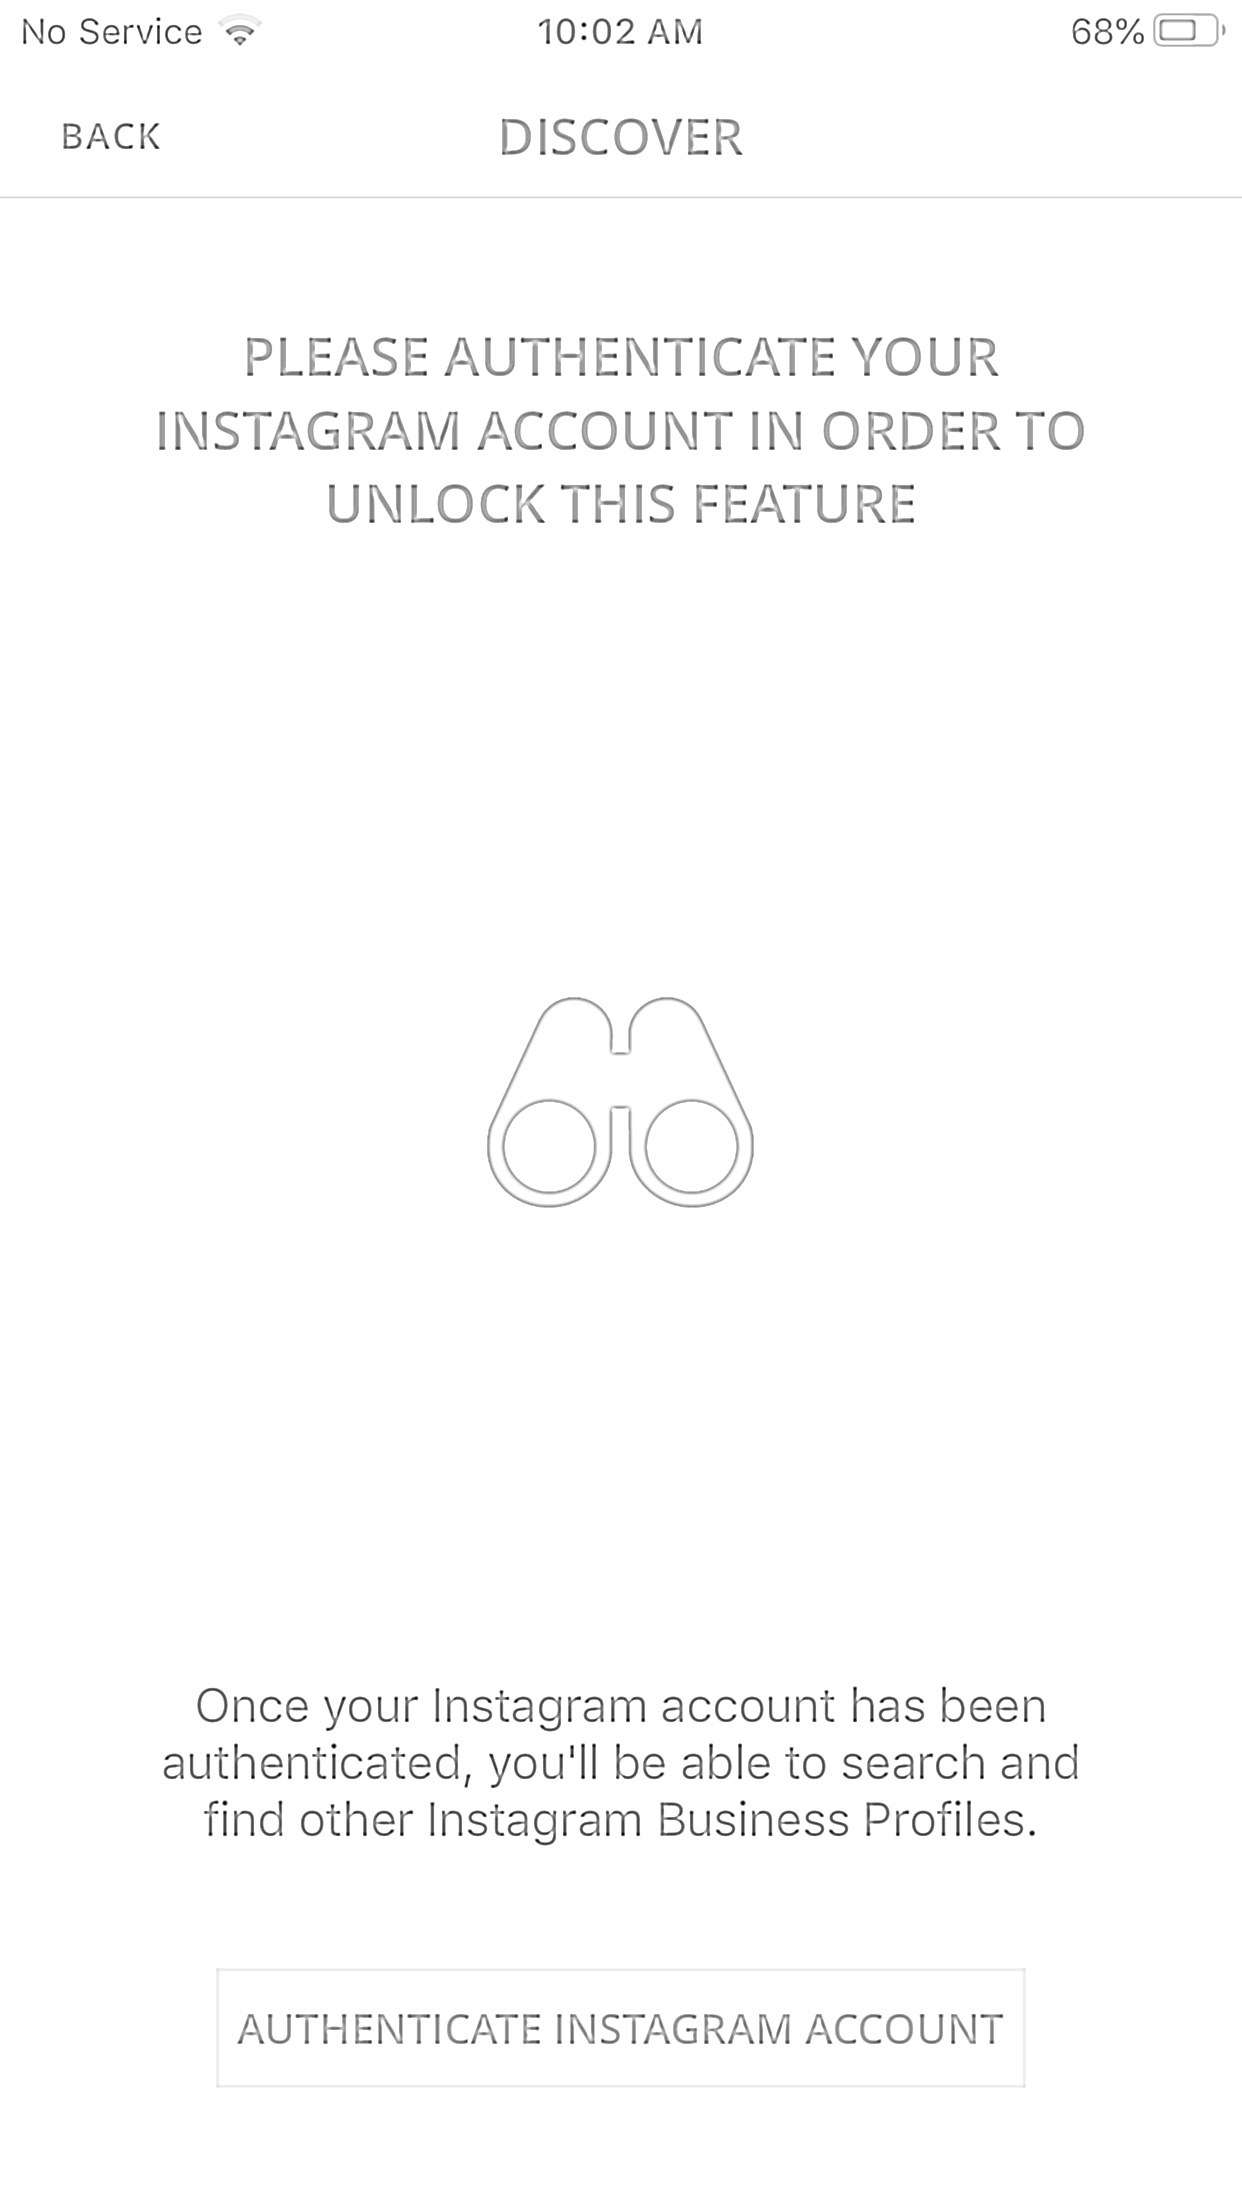 No Service 10:02 AM 68%
BACK DISCOVER
PLEASE AUTHENTICATE YOUR
INSTAGRAM ACCOUNT IN ORDER TO
UNLOCK THIS FEATURE
Once your Instagram account has been
authenticated, you'll be able to search and
find other Instagram Business Profiles.
AUTHENTICATE INSTAGRAM ACCOUNT